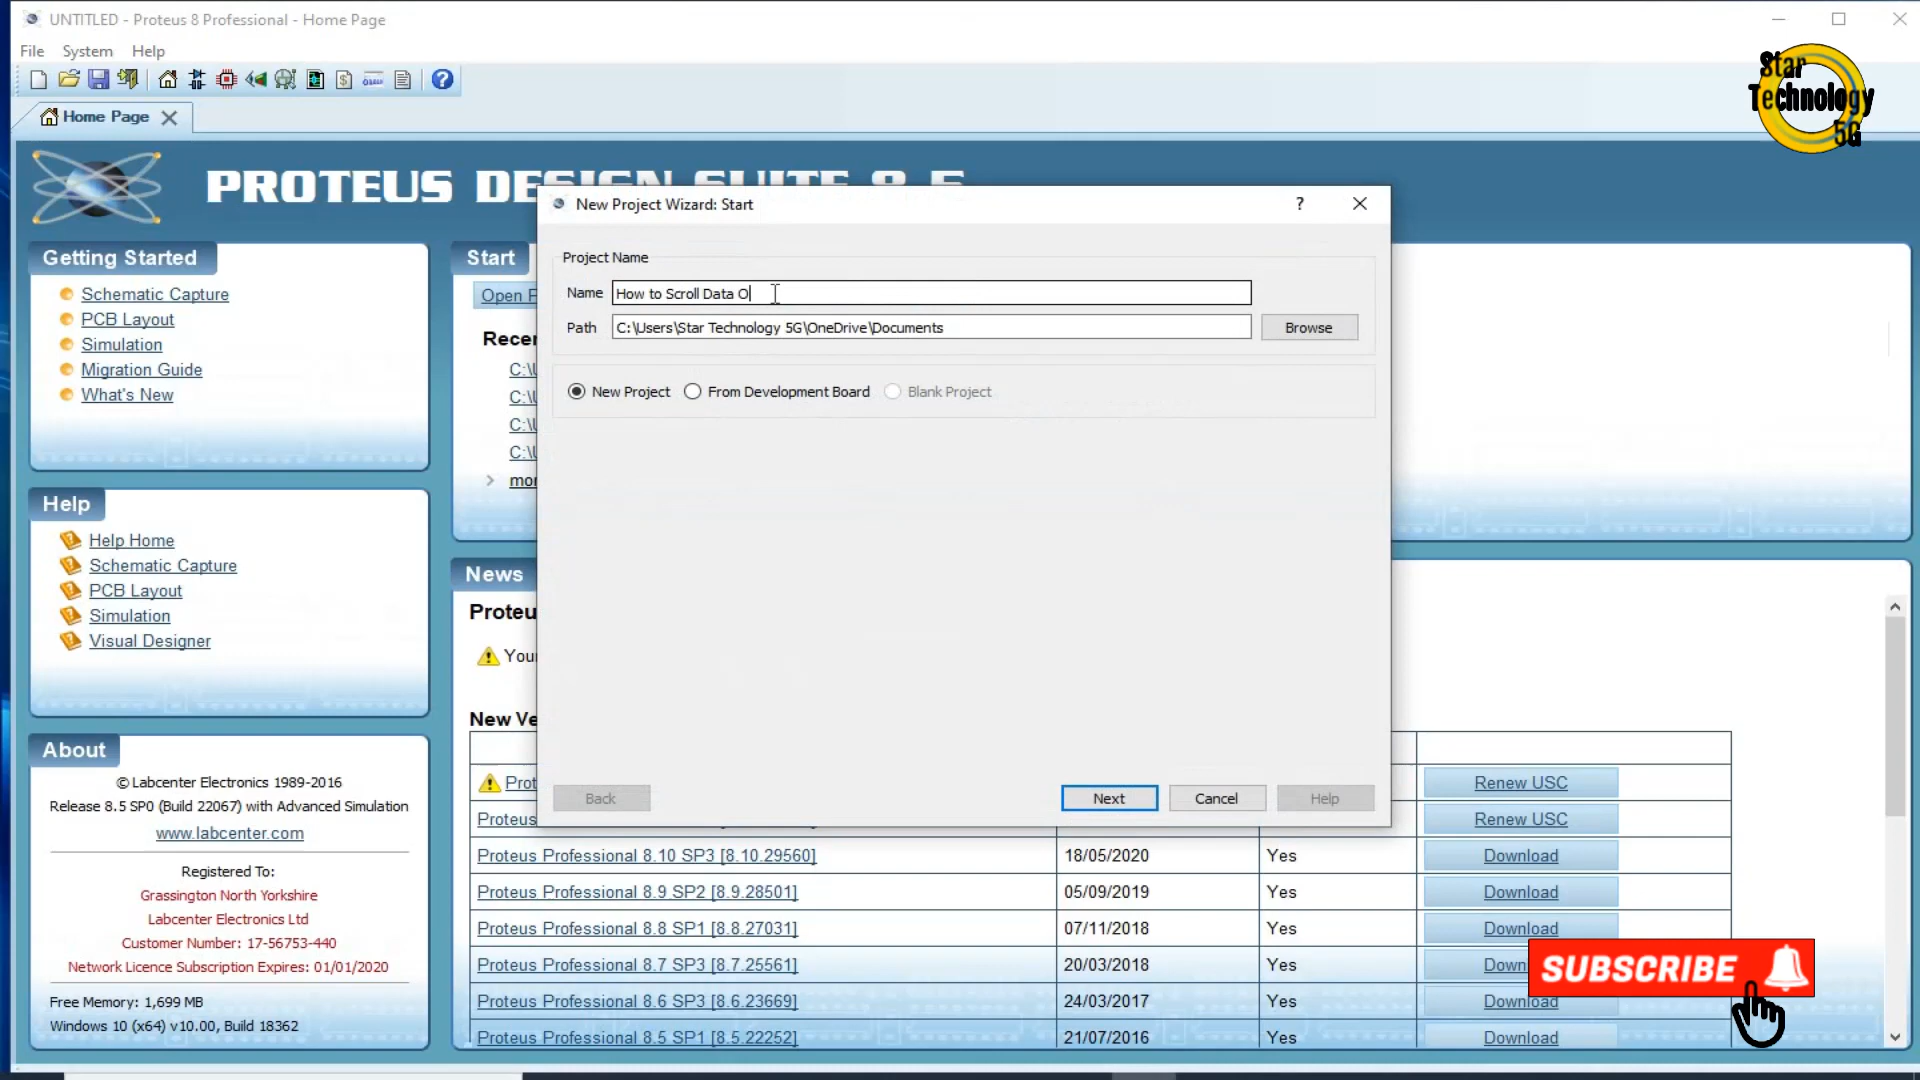 UNTITLED - Proteus 8 Professional - Home Page
File System Help
Star
Technology
5G
Home Page
PROTEUS DESIGN SUITE 8.5
New Project Wizard: Start
?
Project Name
Name How to Scroll Data O
Path C:\Users\Star Technology 5G\OneDrive\Documents Browse
New Project From Development Board Blank Project
Back Next Cancel Help
Getting Started
Schematic Capture
PCB Layout
Simulation
Migration Guide
What's New
Start
Open
C:\
C:\
C:\
C:\
Help
Help Home
Schematic Capture
PCB Layout
Simulation
Visual Designer
News
Proteu
You
New Ve
Prot Renew USC
Proteus Renew USC
Proteus Professional 8.10 SP3 [8.10.29560] 18/05/2020 Yes Download
Proteus Professional 8.9 SP2 [8.9.28501] 05/09/2019 Yes Download
Proteus Professional 8.8 SP1 [8.8.27031] 07/11/2018 Yes Download
Proteus Professional 8.7 SP3 [8.7.25561] 20/03/2018 Yes Down
Proteus Professional 8.6 SP3 [8.6.23669] 24/03/2017 Yes Download
Proteus Professional 8.5 SP1 [8.5.22252] 21/07/2016 Yes Download
SUBSCRIBE
About
© Labcenter Electronics 1989-2016
Release 8.5 SP0 (Build 22067) with Advanced Simulation
www.labcenter.com
Registered To:
Grassington North Yorkshire
Labcenter Electronics Ltd
Customer Number: 17-56753-440
Network Licence Subscription Expires: 01/01/2020
Free Memory: 1,699 MB
Windows 10 (x64) v10.00, Build 18362